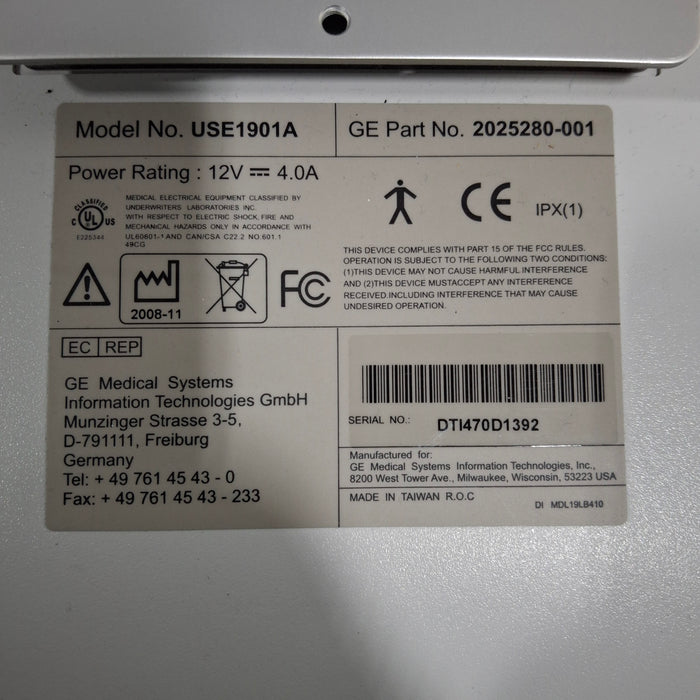 Model No. USE1901A
GE Part No. 2025280-001
Power Rating : 12V ⎓ 4.0A
CLASSIFIED
C UL US
E225344
MEDICAL ELECTRICAL EQUIPMENT CLASSIFIED BY
UNDERWRITERS LABORATORIES INC.
WITH RESPECT TO ELECTRIC SHOCK, FIRE AND
MECHANICAL HAZARDS ONLY IN ACCORDANCE WITH
UL60601-1 AND CAN/CSA C22.2 NO.601.1
49CG
CE IPX(1)
2008-11
FC
THIS DEVICE COMPLIES WITH PART 15 OF THE FCC RULES.
OPERATION IS SUBJECT TO THE FOLLOWING TWO CONDITIONS:
(1)THIS DEVICE MAY NOT CAUSE HARMFUL INTERFERENCE
AND (2)THIS DEVICE MUSTACCEPT ANY INTERFERENCE
RECEIVED.INCLUDING INTERFERENCE THAT MAY CAUSE
UNDESIRED OPERATION.
EC REP
GE Medical Systems
Information Technologies GmbH
Munzinger Strasse 3-5,
D-791111, Freiburg
Germany
Tel: + 49 761 45 43 - 0
Fax: + 49 761 45 43 - 233
SERIAL NO.: DTI470D1392
Manufactured for:
GE Medical Systems Information Technologies, Inc.,
8200 West Tower Ave., Milwaukee, Wisconsin, 53223 USA
MADE IN TAIWAN R.O.C
DI MDL19LB410